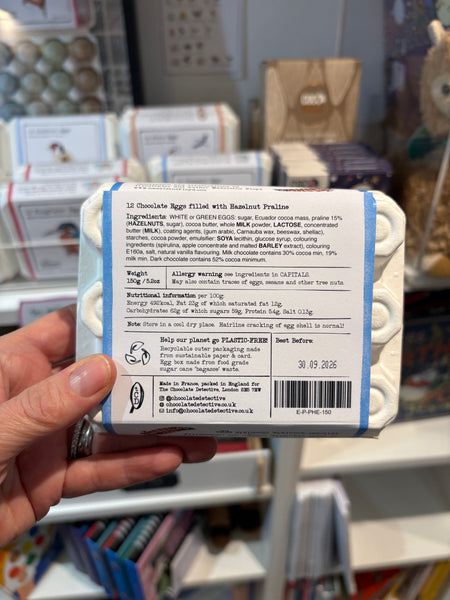 12 Chocolate Eggs filled with Hazelnut Praline
Ingredients: WHITE or GREEN EGGS: sugar, Ecuador cocoa mass, praline 15%
(HAZELNUTS, sugar), cocoa butter, whole MILK powder, LACTOSE, concentrated
butter (MILK), coating agents, (gum arabic, Carnauba wax, beeswax, shellac),
starches, cocoa powder, emulsifier: SOYA lecithin, glucose syrup, colouring
ingredients (spirulina, apple concentrate and malted BARLEY extract), colouring
E160a, salt, natural vanilla flavouring. Milk chocolate contains 30% cocoa min, 19%
milk min. Dark chocolate contains 52% cocoa minimum.
Weight
150g / 5.2oz
Allergy warning see ingredients in CAPITALS.
May also contain traces of eggs, sesame and other tree nuts
Nutritional information per 100g:
Energy 498kcal, Fat 23g of which saturated fat 12g,
Carbohydrates 62g of which sugars 59g, Protein 5.4g, Salt 0.13g
Note: Store in a cool dry place. Hairline cracking of egg shell is normal!
Help our planet go PLASTIC-FREE
Recyclable outer packaging made
from sustainable paper & card.
Egg box made from food grade
sugar cane 'bagasse' waste.
Best Before:
30.09.2026
Made in France, packed in England for
The Chocolate Detective, London SE5 7EW
@chocolatedetective
chocolatedetective.co.uk
info@chocolatedetective.co.uk
E-P-PHE-150